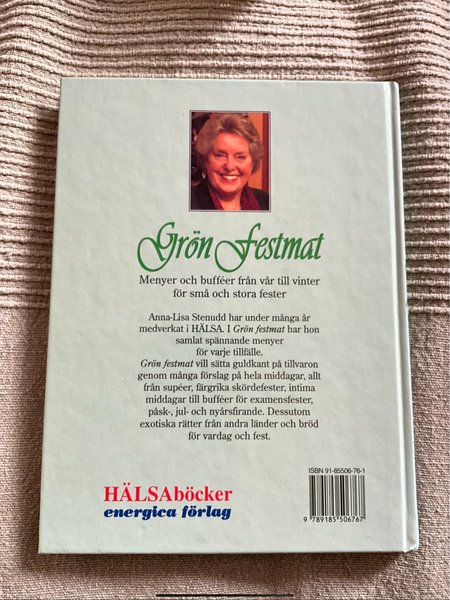 Grön Festmat
Menyer och bufféer från vår till vinter
för små och stora fester
Anna-Lisa Stenudd har under många år
medverkat i HÄLSA. I Grön festmat har hon
samlat spännande menyer
för varje tillfälle.
Grön festmat vill sätta guldkant på tillvaron
genom många förslag på hela middagar, allt
från supéer, färgrika skördefester, intima
middagar till bufféer för examensfester,
påsk-, jul- och nyårsfirande. Dessutom
exotiska rätter från andra länder och bröd
för vardag och fest.
ISBN 91-85506-76-1
9 789185 506767
HÄLSAböcker
energica förlag